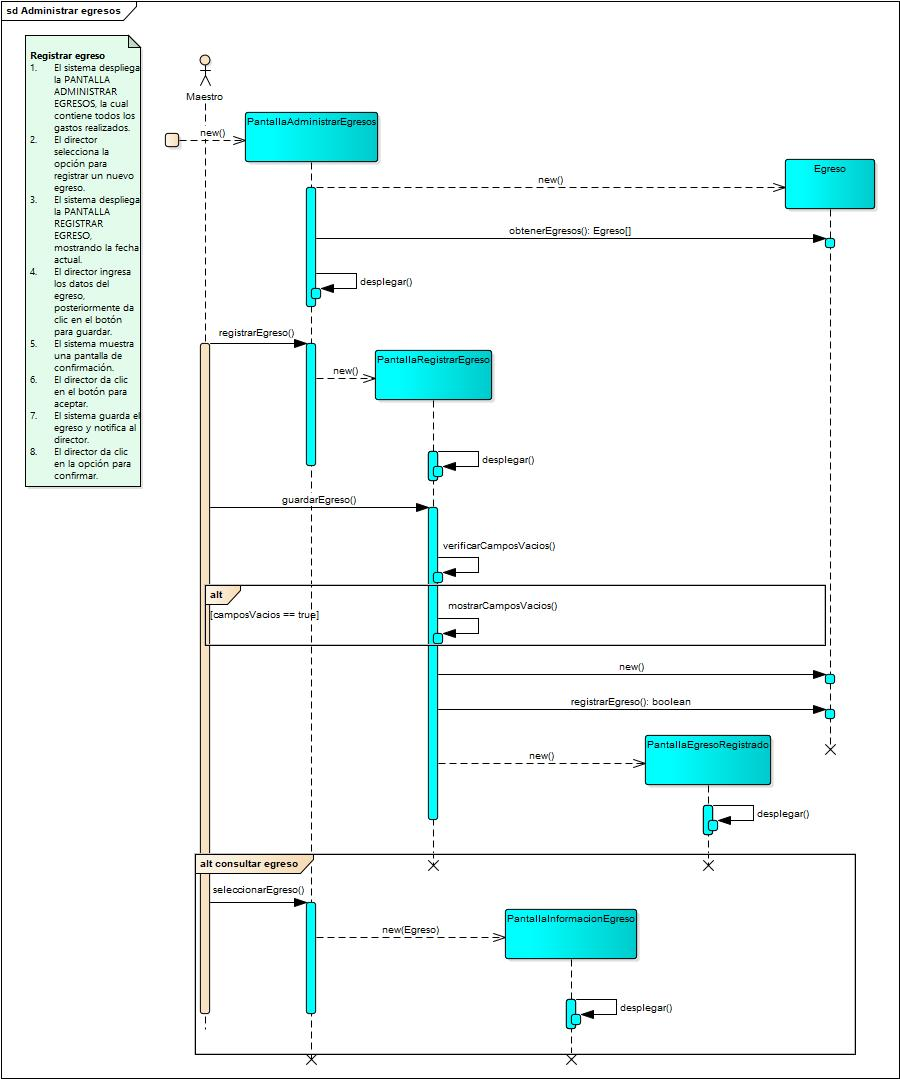 sd Administrar egresos
Registrar egreso
1. El sistema despliega
la PANTALLA
ADMINISTRAR
EGRESOS, la cual
contiene todos los
gastos realizados.
2. El director
selecciona la
opción para
registrar un nuevo
egreso.
3. El sistema despliega
la PANTALLA
REGISTRAR
EGRESO,
mostrando la fecha
actual.
4. El director ingresa
los datos del
egreso,
posteriormente da
clic en el botón
para guardar.
5. El sistema muestra
una pantalla de
confirmación.
6. El director da clic
en el botón para
aceptar.
7. El sistema guarda el
egreso y notifica al
director.
8. El director da clic
en la opción para
confirmar.
Maestro
new()
PantallaAdministrarEgresos
new()
Egreso
obtenerEgresos(): Egreso[]
desplegar()
registrarEgreso()
new()
PantallaRegistrarEgreso
desplegar()
guardarEgreso()
verificarCamposVacios()
alt
[camposVacios == true]
mostrarCamposVacios()
new()
registrarEgreso(): boolean
new()
PantallaEgresoRegistrado
desplegar()
alt consultar egreso
seleccionarEgreso()
new(Egreso)
PantallaInformacionEgreso
desplegar()